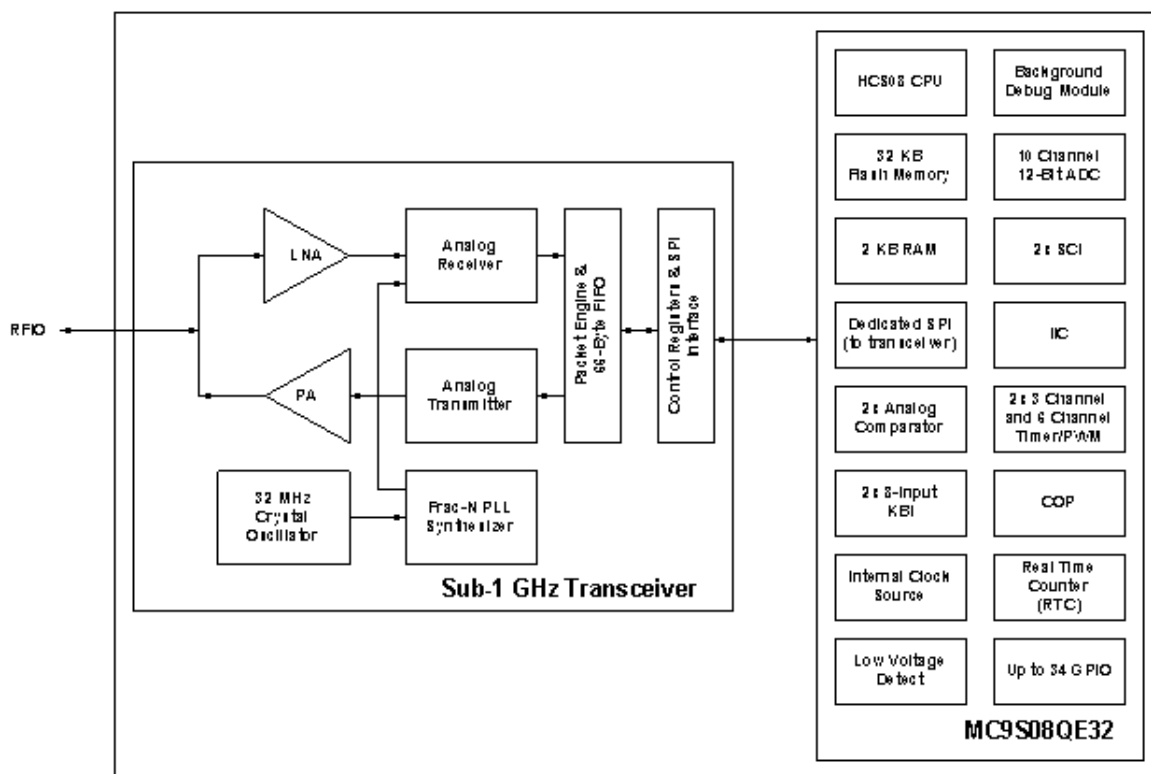 RFIO
LNA
Analog
Receiver
PA
Analog
Transmitter
32 MHz
Crystal
Oscillator
Frac-N PLL
Synthesizer
Packet Engine &
66-Byte FIFO
Control Registers & SPI
Interface
Sub-1 GHz Transceiver
HCS08 CPU
Background
Debug Module
32 KB
Flash Memory
10 Channel
12-Bit ADC
2 KB RAM
2x SCI
Dedicated SPI
(to transceiver)
IIC
2x Analog
Comparator
2x 3 Channel
and 6 Channel
Timer/PWM
2x 8-Input
KBI
COP
Internal Clock
Source
Real Time
Counter
(RTC)
Low Voltage
Detect
Up to 34 GPIO
MC9S08QE32